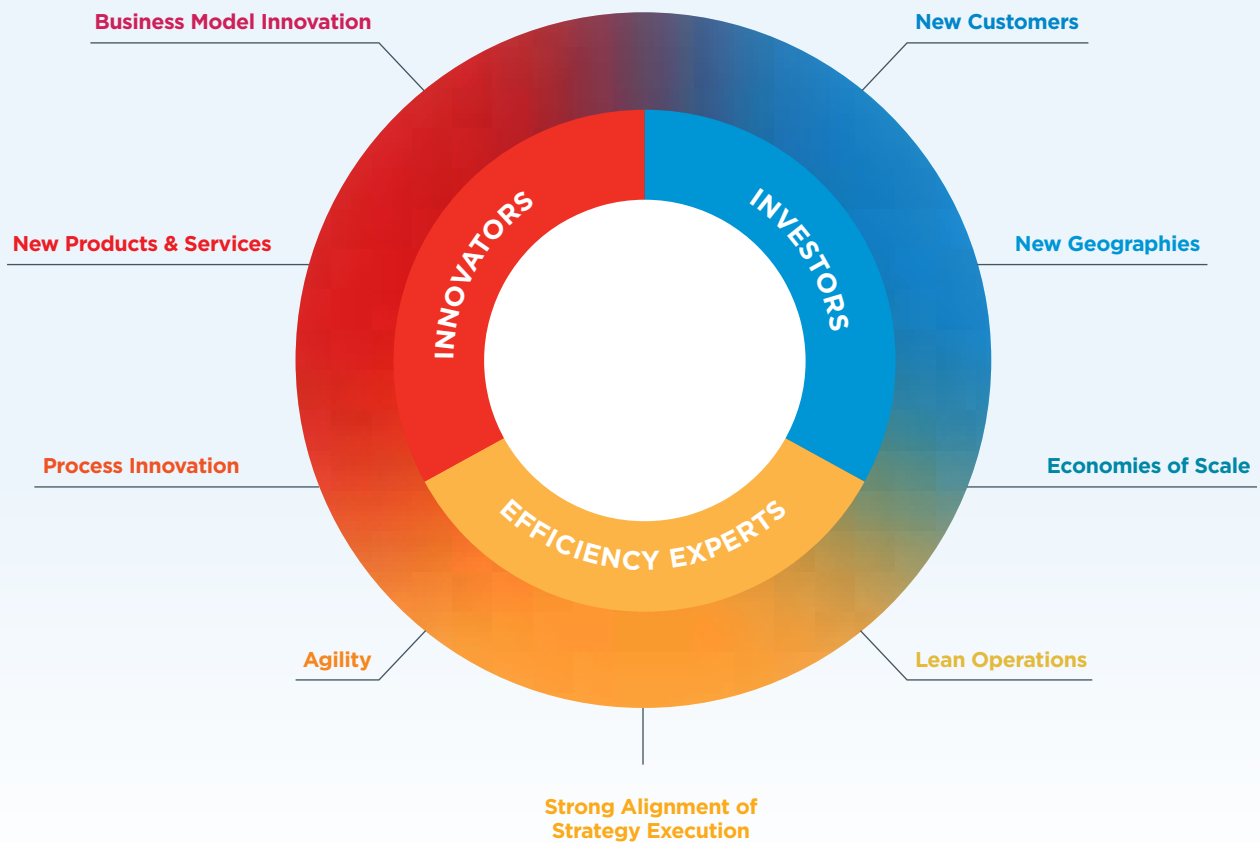 Business Model Innovation
New Customers
INNOVATORS
INVESTORS
New Products & Services
New Geographies
Process Innovation
Economies of Scale
EFFICIENCY EXPERTS
Agility
Lean Operations
Strong Alignment of
Strategy Execution